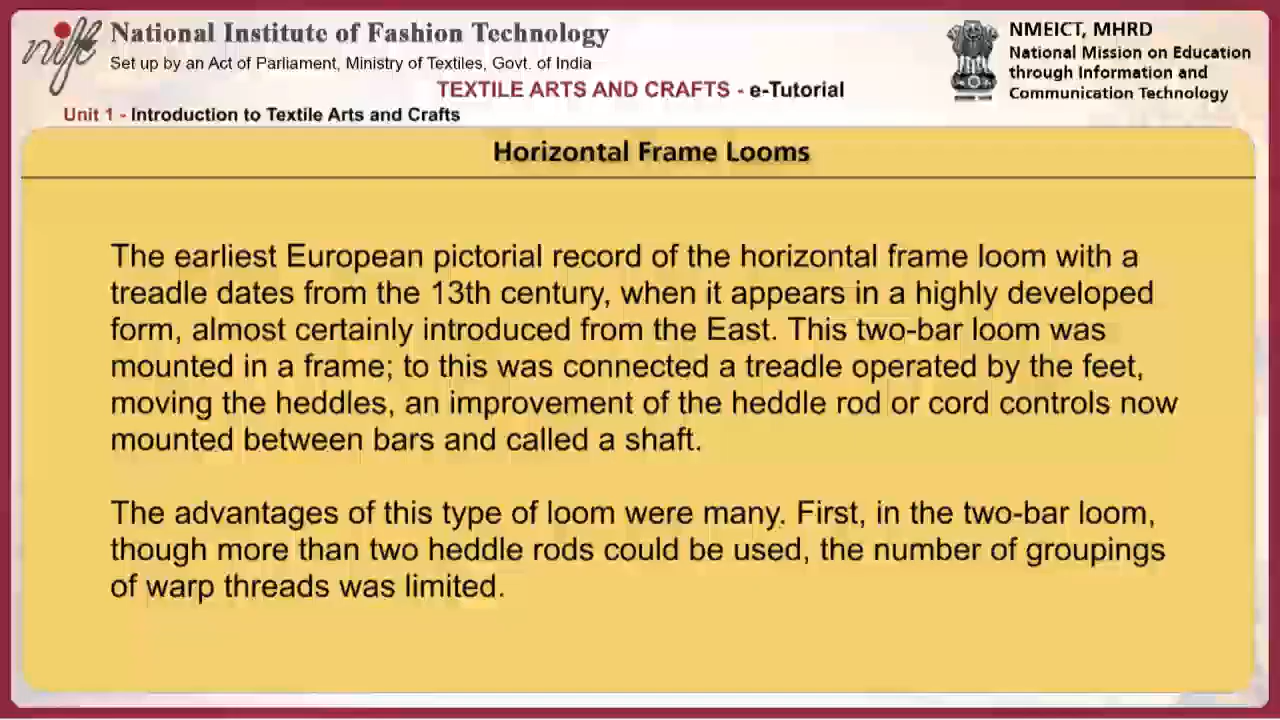 nift
National Institute of Fashion Technology
Set up by an Act of Parliament, Ministry of Textiles, Govt. of India
NMEICT, MHRD
National Mission on Education
through Information and
Communication Technology
TEXTILE ARTS AND CRAFTS - e-Tutorial
Unit 1 - Introduction to Textile Arts and Crafts
Horizontal Frame Looms
The earliest European pictorial record of the horizontal frame loom with a
treadle dates from the 13th century, when it appears in a highly developed
form, almost certainly introduced from the East. This two-bar loom was
mounted in a frame; to this was connected a treadle operated by the feet,
moving the heddles, an improvement of the heddle rod or cord controls now
mounted between bars and called a shaft.
The advantages of this type of loom were many. First, in the two-bar loom,
though more than two heddle rods could be used, the number of groupings
of warp threads was limited.